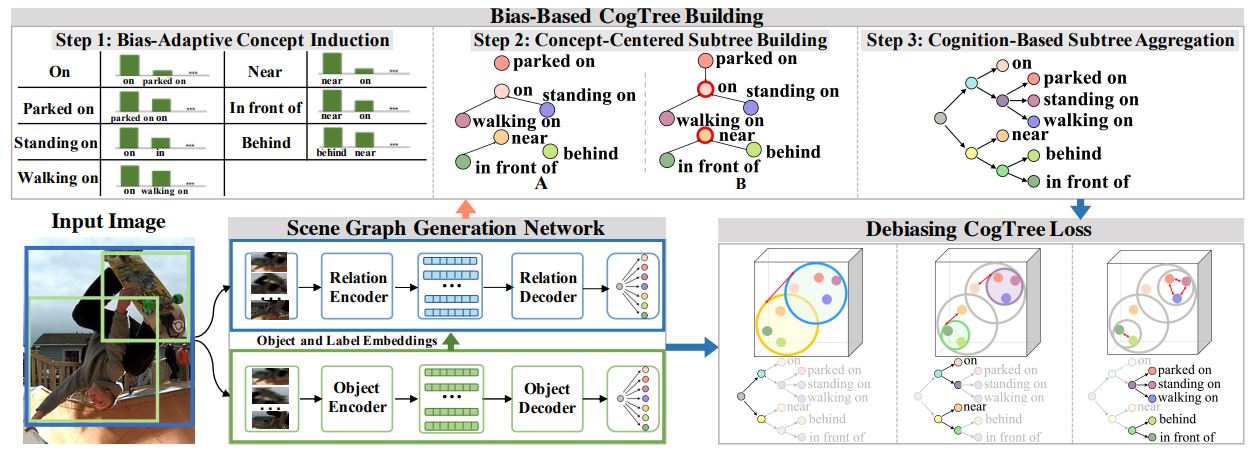 Bias-Based CogTree Building
Step 1: Bias-Adaptive Concept Induction
On
on parked on ...
Near
near on ...
Parked on
parked on on ...
In front of
near on ...
Standing on
on in ...
Behind
behind near ...
Walking on
on walking on ...
Step 2: Concept-Centered Subtree Building
parked on
on
standing on
walking on
near
behind
in front of
A
parked on
on
standing on
walking on
near
behind
in front of
B
Step 3: Cognition-Based Subtree Aggregation
on
parked on
standing on
walking on
near
behind
in front of
Input Image
Scene Graph Generation Network
Relation
Encoder
...
Relation
Decoder
Object and Label Embeddings
Object
Encoder
...
Object
Decoder
Debiasing CogTree Loss
on
parked on
standing on
walking on
near
behind
in front of
on
parked on
standing on
walking on
near
behind
in front of
on
parked on
standing on
walking on
near
behind
in front of